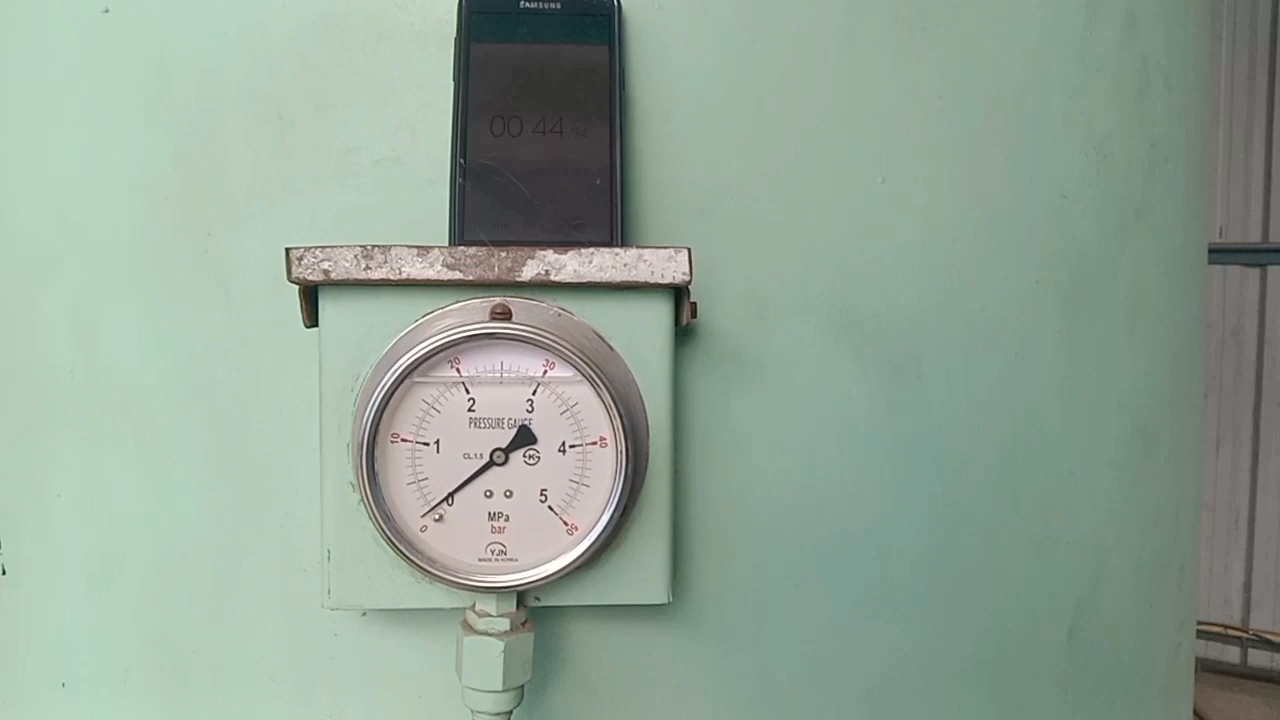 SAMSUNG
00 44
20 30
2 3
PRESSURE GAUGE
10 1 4 40
CL.1.5 K
0 5
MPa
0 bar 50
YJN
MADE IN KOREA